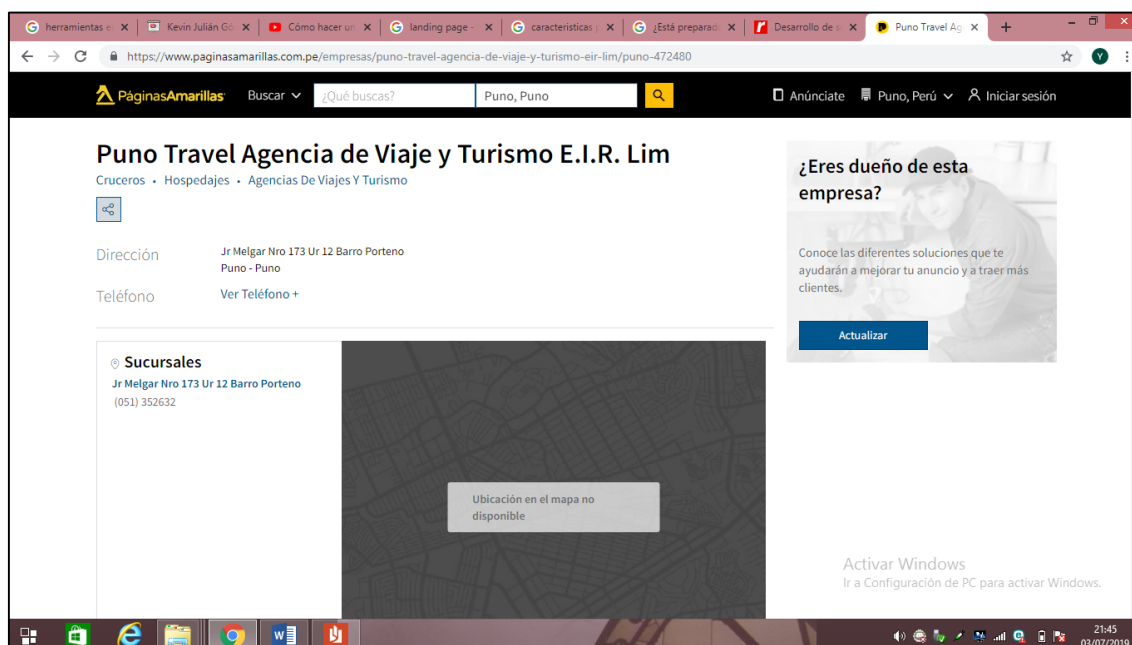 herramientas e
Kevin Julián Gó
Cómo hacer un
landing page -
caracteristicas p
¿Está preparad
Desarrollo de s
Puno Travel Ag
https://www.paginasamarillas.com.pe/empresas/puno-travel-agencia-de-viaje-y-turismo-eir-lim/puno-472480
Y
PáginasAmarillas
Buscar
¿Qué buscas?
Puno, Puno
Anúnciate
Puno, Perú
Iniciar sesión
Puno Travel Agencia de Viaje y Turismo E.I.R. Lim
Cruceros • Hospedajes • Agencias De Viajes Y Turismo
Dirección
Jr Melgar Nro 173 Ur 12 Barro Porteno
Puno - Puno
Teléfono
Ver Teléfono +
¿Eres dueño de esta
empresa?
Conoce las diferentes soluciones que te
ayudarán a mejorar tu anuncio y a traer más
clientes.
Actualizar
Sucursales
Jr Melgar Nro 173 Ur 12 Barro Porteno
(051) 352632
Ubicación en el mapa no
disponible
Activar Windows
Ir a Configuración de PC para activar Windows.
21:45
03/07/2019